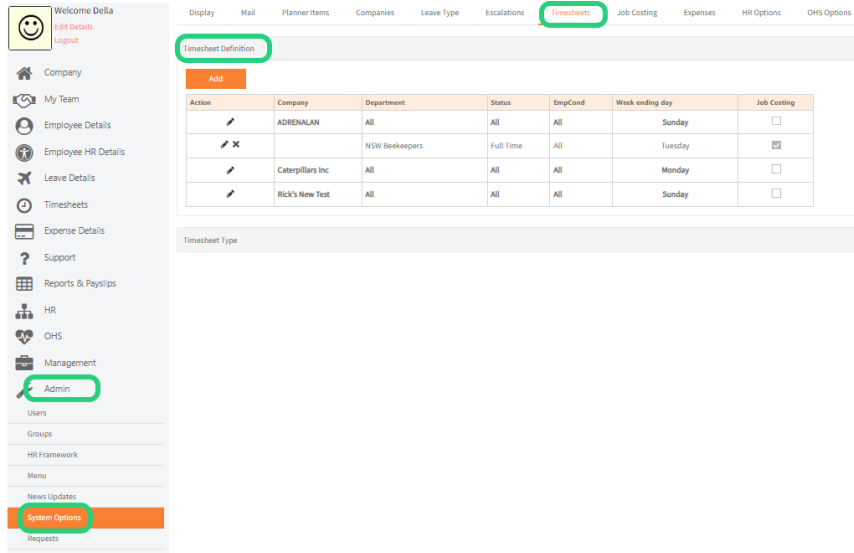 Welcome Della
Edit Details
Logout
Company
My Team
Employee Details
Employee HR Details
Leave Details
Timesheets
Expense Details
Support
Reports & Payslips
HR
OHS
Management
Admin
Users
Groups
HR Framework
Menu
News Updates
System Options
Requests
Display Mail Planner Items Companies Leave Type Escalations Timesheets Job Costing Expenses HR Options OHS Options
Timesheet Definition
Add
Action Company Department Status EmpCond Week ending day Job Costing
ADRENALAN All All All Sunday
NSW Beekeepers Full Time All Tuesday
Caterpillars Inc All All All Monday
Rick's New Test All All All Sunday
Timesheet Type